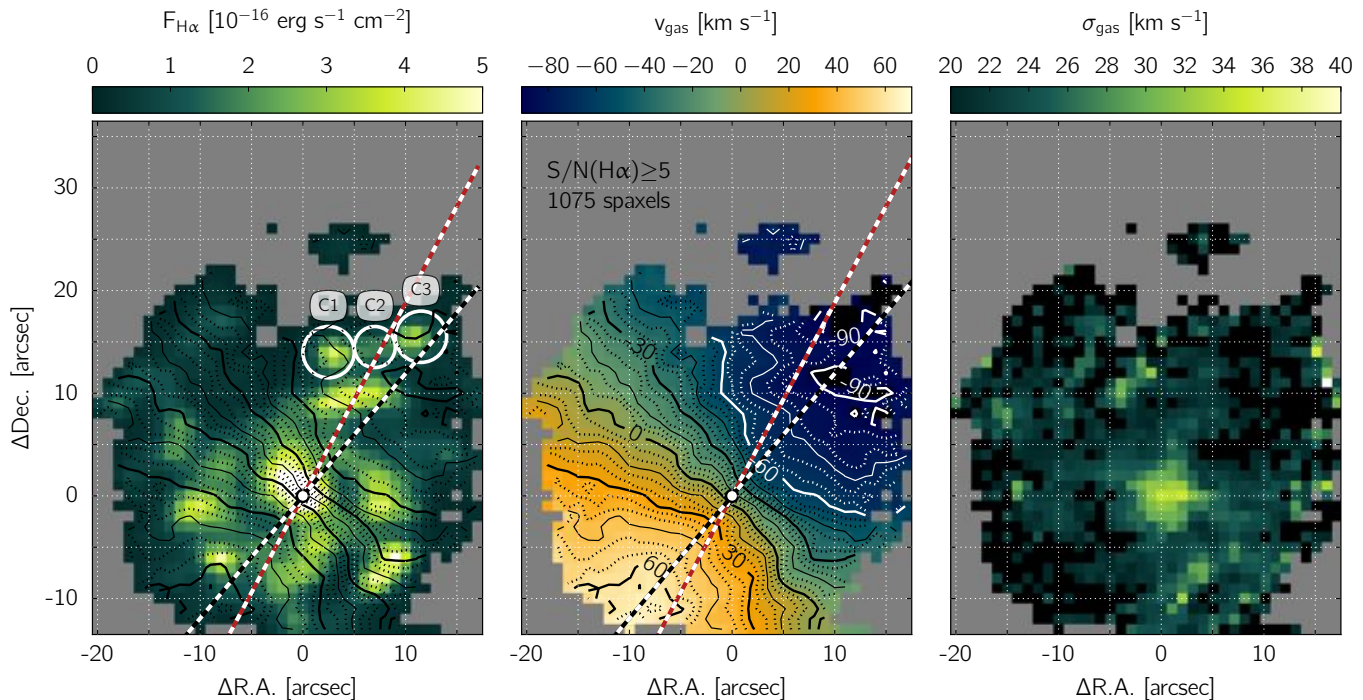 F_Hα [10⁻¹⁶ erg s⁻¹ cm⁻²]
0 1 2 3 4 5
C1 C2 C3
30
20
10
0
-10
ΔDec. [arcsec]
-20 -10 0 10
ΔR.A. [arcsec]
v_gas [km s⁻¹]
−80 −60 −40 −20 0 20 40 60
S/N(Hα)≥5
1075 spaxels
-30
-90
-90
0
-60
30
60
-20 -10 0 10
ΔR.A. [arcsec]
σ_gas [km s⁻¹]
20 22 24 26 28 30 32 34 36 38 40
-20 -10 0 10
ΔR.A. [arcsec]